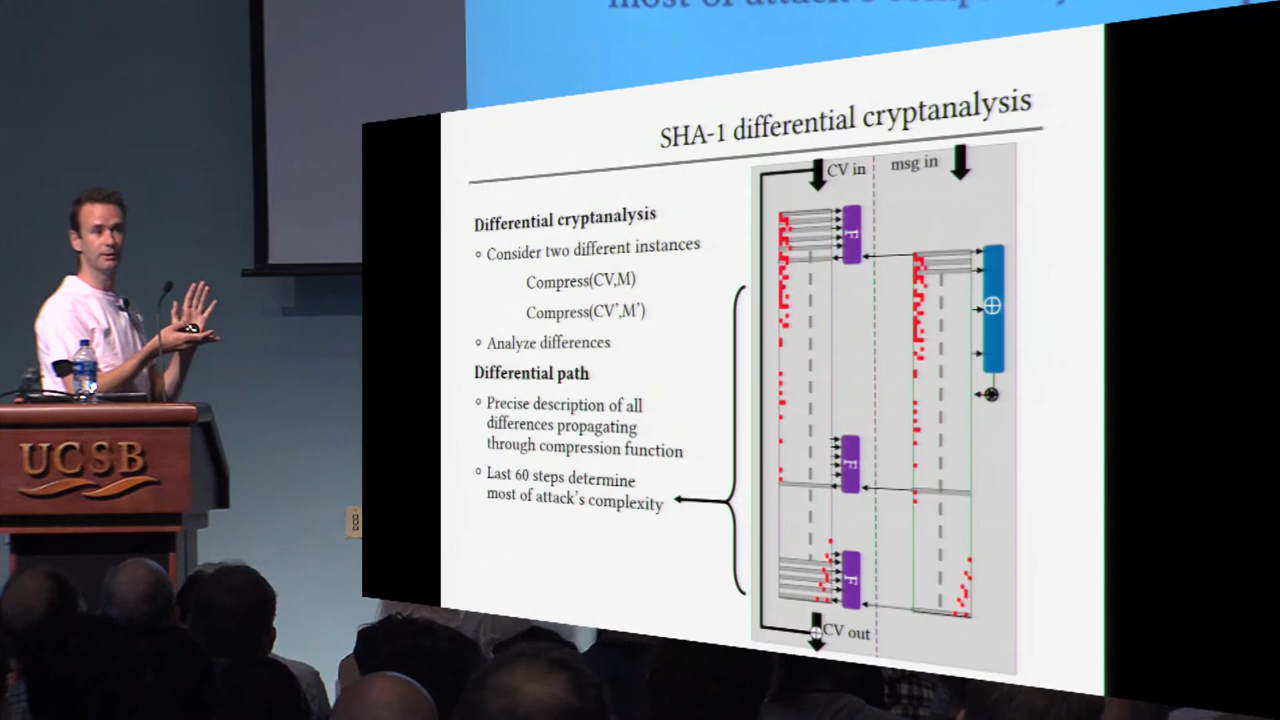 most of attack's complexity
SHA-1 differential cryptanalysis
Differential cryptanalysis
Consider two different instances
Compress(CV,M)
Compress(CV',M')
Analyze differences
Differential path
Precise description of all
differences propagating
through compression function
Last 60 steps determine
most of attack's complexity
CV in
msg in
F
F
F
CV out
UCSB